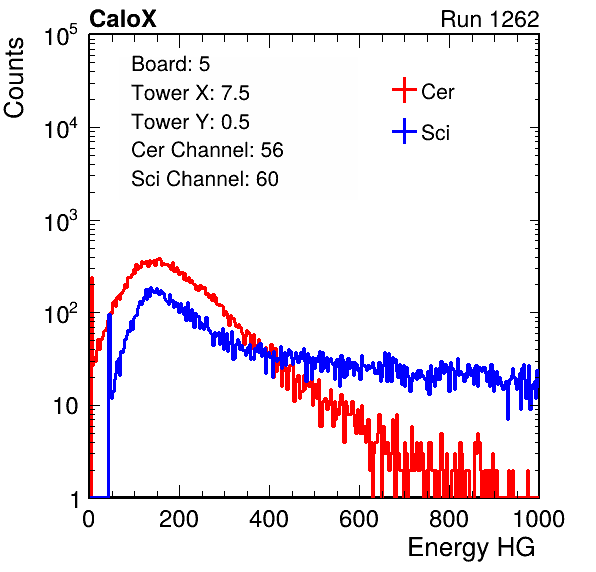 CaloX Run 1262
Counts
Board: 5
Tower X: 7.5
Tower Y: 0.5
Cer Channel: 56
Sci Channel: 60
Cer
Sci
10^5
10^4
10^3
10^2
10
1
0 200 400 600 800 1000
Energy HG